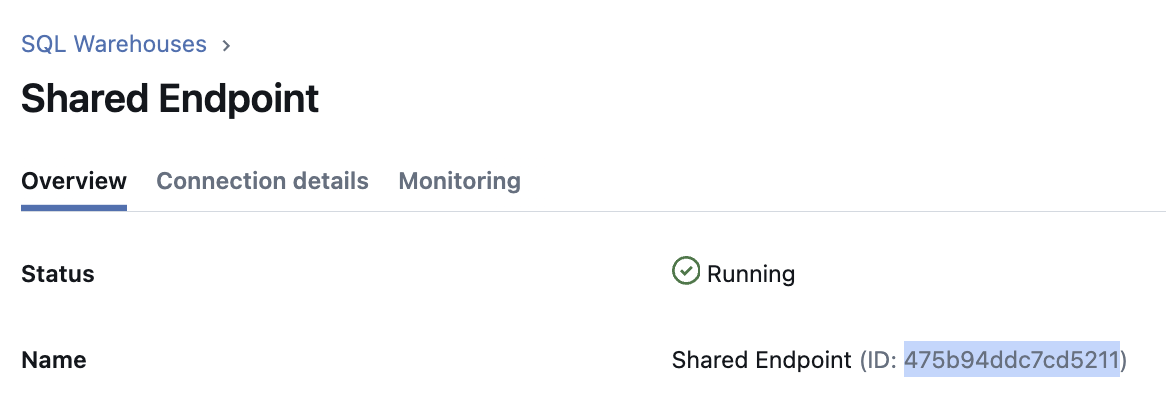 SQL Warehouses >
Shared Endpoint
Overview Connection details Monitoring
Status Running
Name Shared Endpoint (ID: 475b94ddc7cd5211)